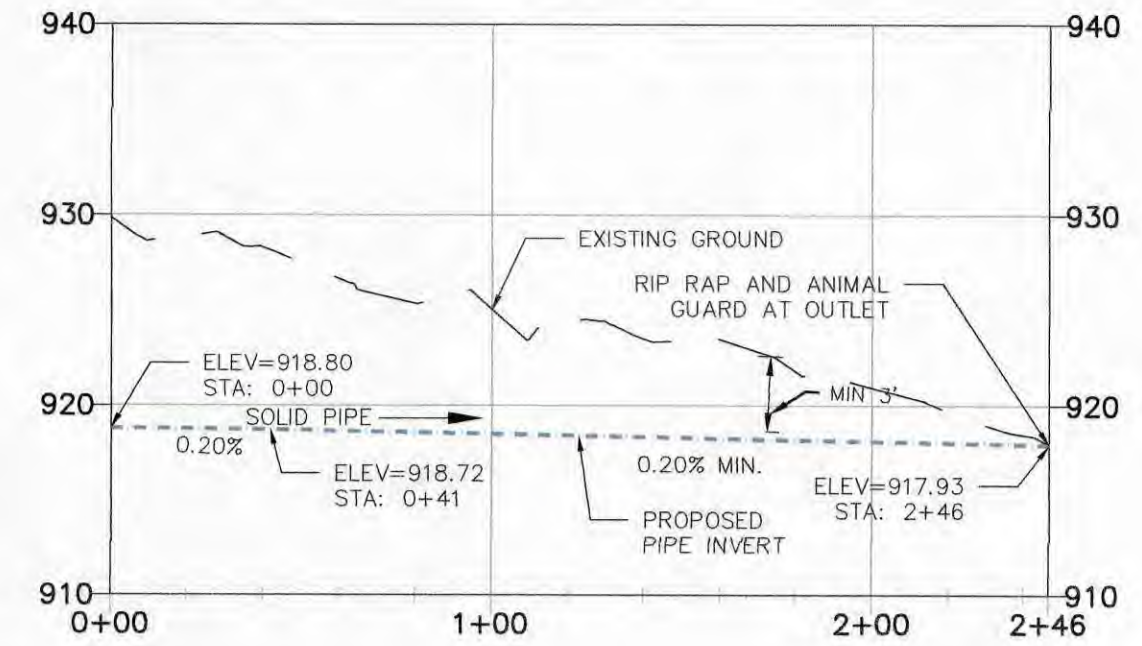 940
940
930
930
EXISTING GROUND
RIP RAP AND ANIMAL
GUARD AT OUTLET
ELEV=918.80
STA: 0+00
MIN 3'
920
920
SOLID PIPE
0.20%
0.20% MIN.
ELEV=918.72
STA: 0+41
ELEV=917.93
STA: 2+46
PROPOSED
PIPE INVERT
910
910
0+00
1+00
2+00
2+46